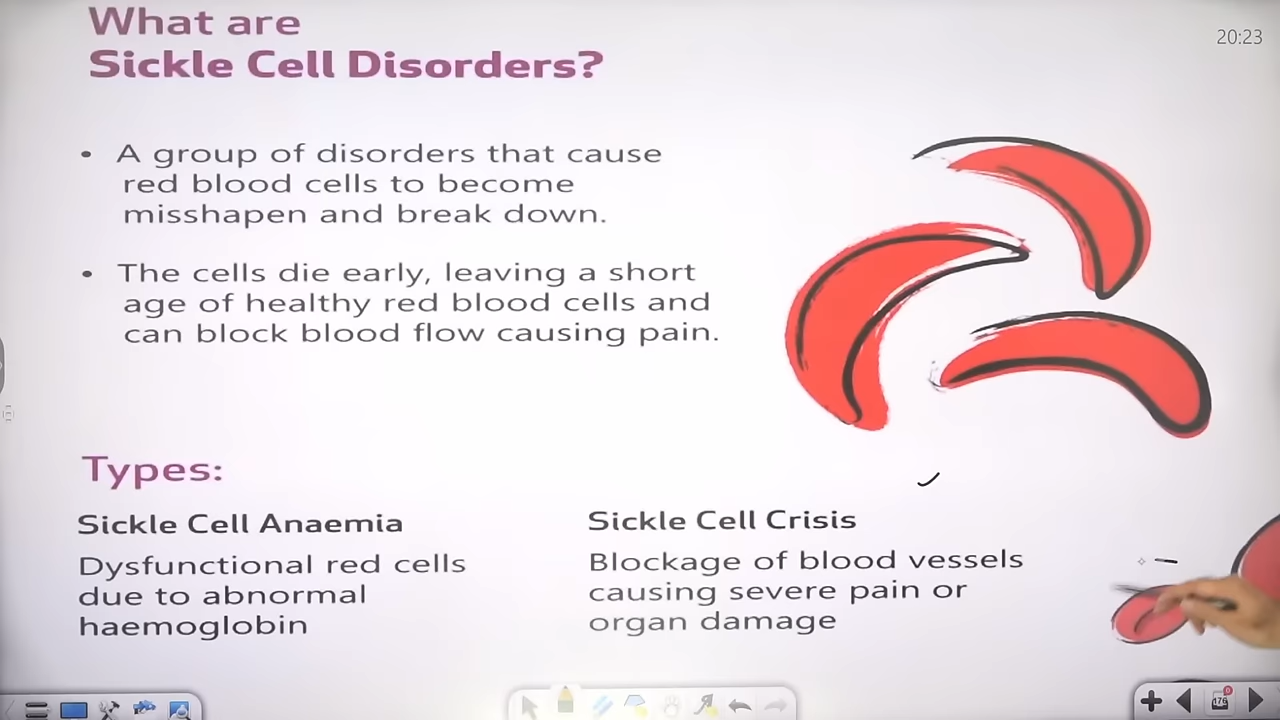 What are
Sickle Cell Disorders?
20:23
• A group of disorders that cause
red blood cells to become
misshapen and break down.
• The cells die early, leaving a short
age of healthy red blood cells and
can block blood flow causing pain.
Types:
Sickle Cell Anaemia
Dysfunctional red cells
due to abnormal
haemoglobin
Sickle Cell Crisis
Blockage of blood vessels
causing severe pain or
organ damage